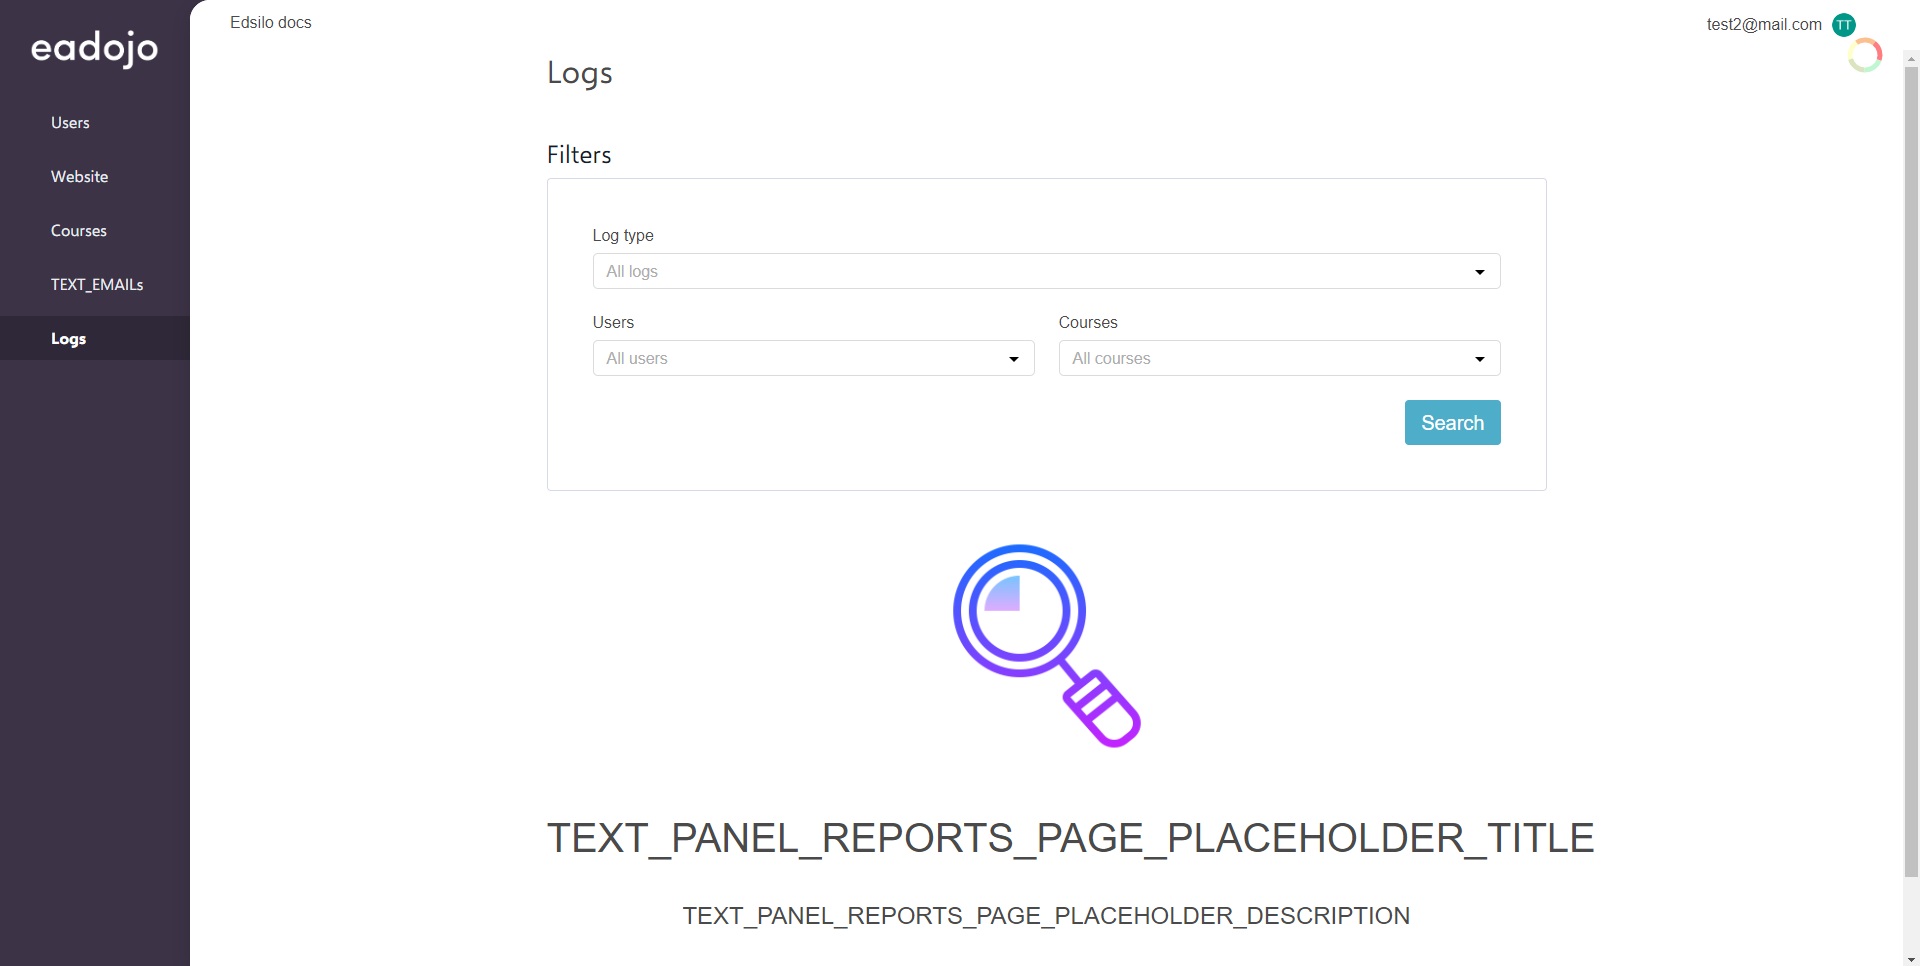 eadojo
Edsilo docs
test2@mail.com TT
Users
Website
Courses
TEXT_EMAILs
Logs
Logs
Filters
Log type
All logs
Users
All users
Courses
All courses
Search
TEXT_PANEL_REPORTS_PAGE_PLACEHOLDER_TITLE
TEXT_PANEL_REPORTS_PAGE_PLACEHOLDER_DESCRIPTION